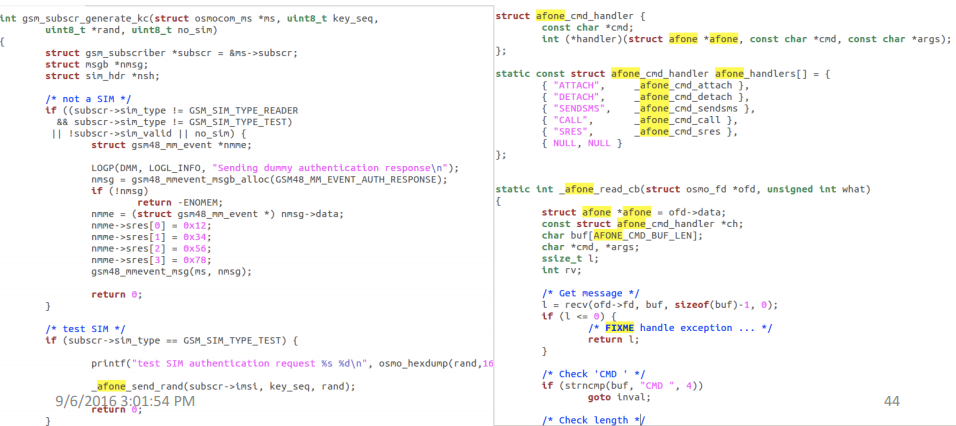 int gsm_subscr_generate_kc(struct osmocom_ms *ms, uint8_t key_seq,
        uint8_t *rand, uint8_t no_sim)
{
        struct gsm_subscriber *subscr = &ms->subscr;
        struct msgb *nmsg;
        struct sim_hdr *nsh;

        /* not a SIM */
        if ((subscr->sim_type != GSM_SIM_TYPE_READER
          && subscr->sim_type != GSM_SIM_TYPE_TEST)
         || !subscr->sim_valid || no_sim) {
                struct gsm48_mm_event *nmme;

                LOGP(DMM, LOGL_INFO, "Sending dummy authentication response\n");
                nmsg = gsm48_mmevent_msgb_alloc(GSM48_MM_EVENT_AUTH_RESPONSE);
                if (!nmsg)
                        return -ENOMEM;
                nmme = (struct gsm48_mm_event *) nmsg->data;
                nmme->sres[0] = 0x12;
                nmme->sres[1] = 0x34;
                nmme->sres[2] = 0x56;
                nmme->sres[3] = 0x78;
                gsm48_mmevent_msg(ms, nmsg);

                return 0;
        }

        /* test SIM */
        if (subscr->sim_type == GSM_SIM_TYPE_TEST) {

                printf("test SIM authentication request %s %d\n", osmo_hexdump(rand,16

                _afone_send_rand(subscr->imsi, key_seq, rand);
                return 0;
        }
struct afone_cmd_handler {
        const char *cmd;
        int (*handler)(struct afone *afone, const char *cmd, const char *args);
};

static const struct afone_cmd_handler afone_handlers[] = {
        { "ATTACH",     _afone_cmd_attach },
        { "DETACH",     _afone_cmd_detach },
        { "SENDSMS",    _afone_cmd_sendsms },
        { "CALL",       _afone_cmd_call },
        { "SRES",       _afone_cmd_sres },
        { NULL, NULL }
};

static int _afone_read_cb(struct osmo_fd *ofd, unsigned int what)
{
        struct afone *afone = ofd->data;
        const struct afone_cmd_handler *ch;
        char buf[AFONE_CMD_BUF_LEN];
        char *cmd, *args;
        ssize_t l;
        int rv;

        /* Get message */
        l = recv(ofd->fd, buf, sizeof(buf)-1, 0);
        if (l <= 0) {
                /* FIXME handle exception ... */
                return l;
        }

        /* Check 'CMD ' */
        if (strncmp(buf, "CMD ", 4))
                goto inval;

        /* Check length */
9/6/2016 3:01:54 PM
44